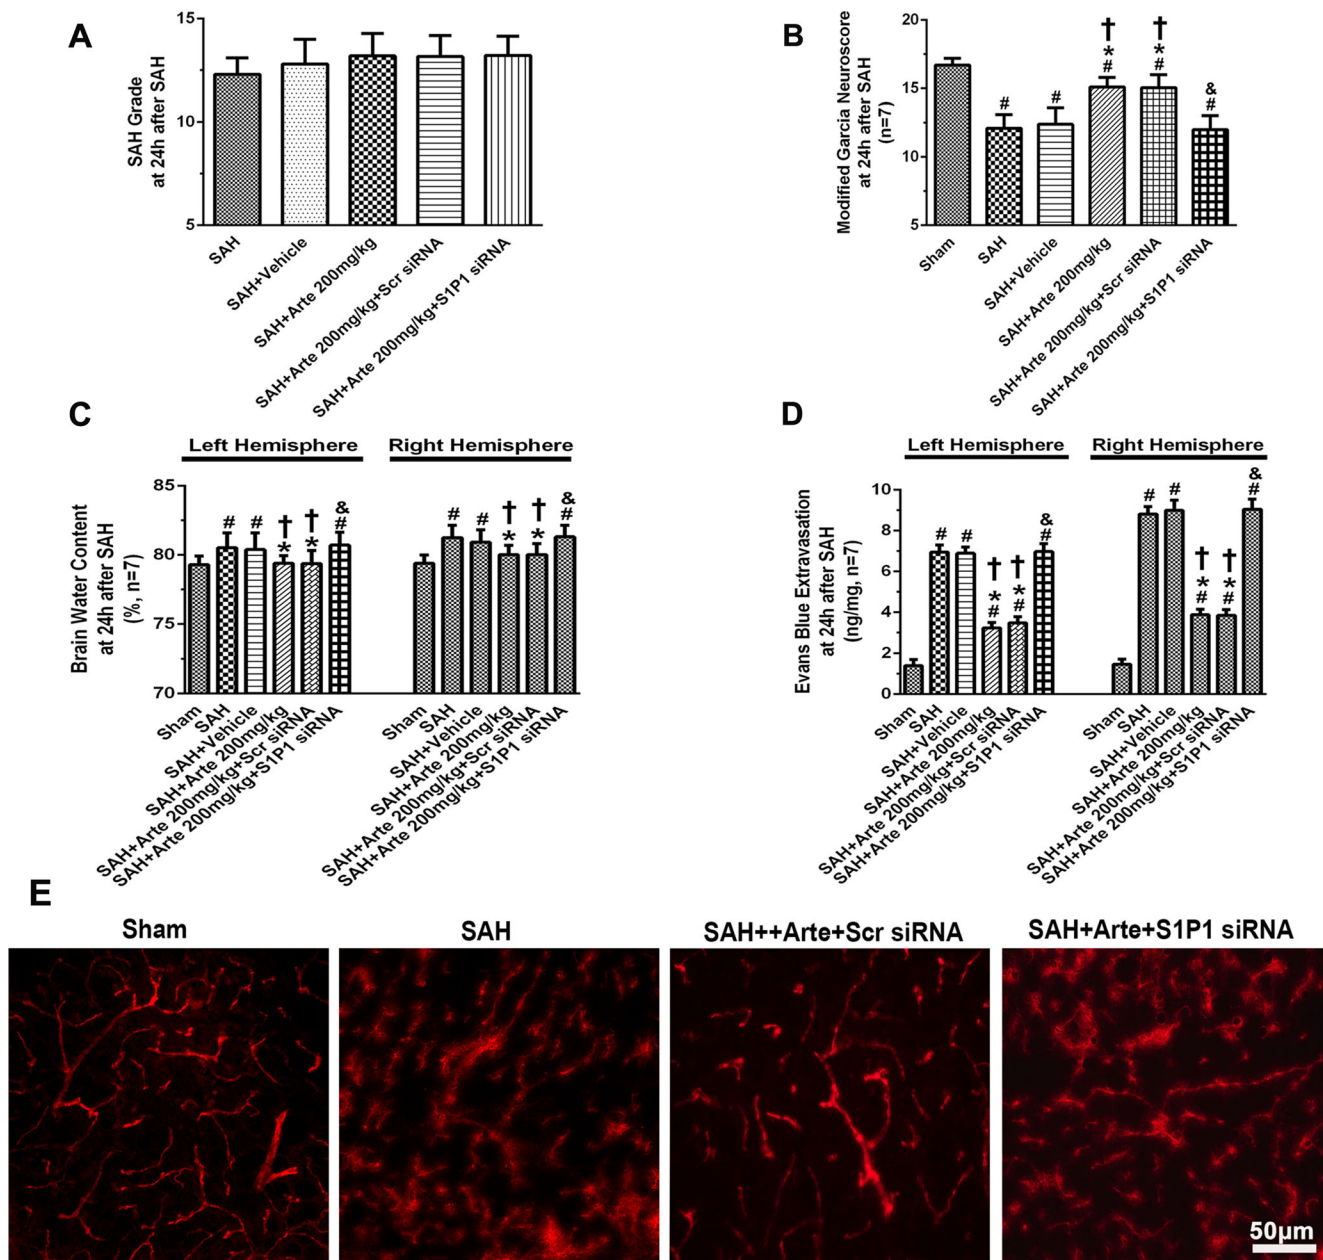 A
SAH Grade
at 24h after SAH
15
10
5
SAH
SAH+Vehicle
SAH+Arte 200mg/kg
SAH+Arte 200mg/kg+Scr siRNA
SAH+Arte 200mg/kg+S1P1 siRNA
B
Modified Garcia Neuroscore
at 24h after SAH
(n=7)
20
15
10
5
#
#
†
*
#
†
*
#
&
#
Sham
SAH
SAH+Vehicle
SAH+Arte 200mg/kg
SAH+Arte 200mg/kg+Scr siRNA
SAH+Arte 200mg/kg+S1P1 siRNA
C
Left Hemisphere
Right Hemisphere
Brain Water Content
at 24h after SAH
(%, n=7)
85
80
75
70
#
#
†
*
†
*
&
#
#
#
†
*
†
*
&
#
Sham
SAH
SAH+Vehicle
SAH+Arte 200mg/kg
SAH+Arte 200mg/kg+Scr siRNA
SAH+Arte 200mg/kg+S1P1 siRNA
Sham
SAH
SAH+Vehicle
SAH+Arte 200mg/kg
SAH+Arte 200mg/kg+Scr siRNA
SAH+Arte 200mg/kg+S1P1 siRNA
D
Left Hemisphere
Right Hemisphere
Evans Blue Extravasation
at 24h after SAH
(ng/mg, n=7)
10
8
6
4
2
0
#
#
†
*
#
†
*
#
&
#
#
#
†
*
#
†
*
#
&
#
Sham
SAH
SAH+Vehicle
SAH+Arte 200mg/kg
SAH+Arte 200mg/kg+Scr siRNA
SAH+Arte 200mg/kg+S1P1 siRNA
Sham
SAH
SAH+Vehicle
SAH+Arte 200mg/kg
SAH+Arte 200mg/kg+Scr siRNA
SAH+Arte 200mg/kg+S1P1 siRNA
E
Sham
SAH
SAH++Arte+Scr siRNA
SAH+Arte+S1P1 siRNA
50µm